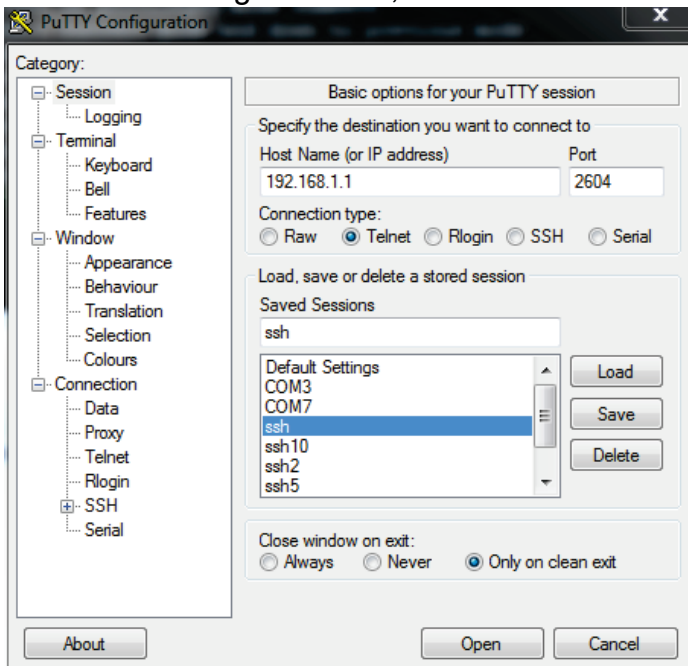 PuTTY Configuration
x
Category:
Session
Logging
Terminal
Keyboard
Bell
Features
Window
Appearance
Behaviour
Translation
Selection
Colours
Connection
Data
Proxy
Telnet
Rlogin
SSH
Serial
Basic options for your PuTTY session
Specify the destination you want to connect to
Host Name (or IP address) Port
192.168.1.1 2604
Connection type:
Raw Telnet Rlogin SSH Serial
Load, save or delete a stored session
Saved Sessions
ssh
Default Settings
COM3
COM7
ssh
ssh10
ssh2
ssh5
Load
Save
Delete
Close window on exit:
Always Never Only on clean exit
About Open Cancel